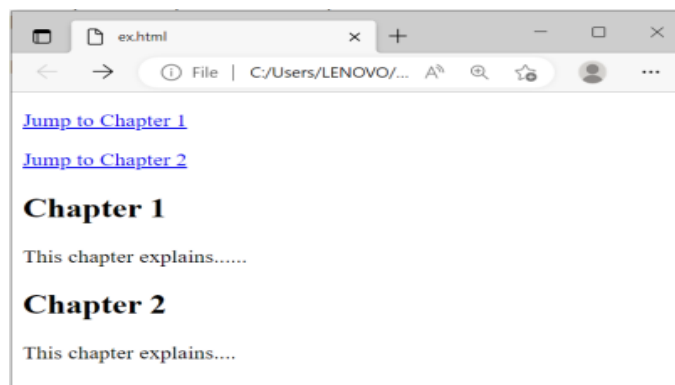 ex.html
File | C:/Users/LENOVO/...
Jump to Chapter 1
Jump to Chapter 2
Chapter 1
This chapter explains......
Chapter 2
This chapter explains....